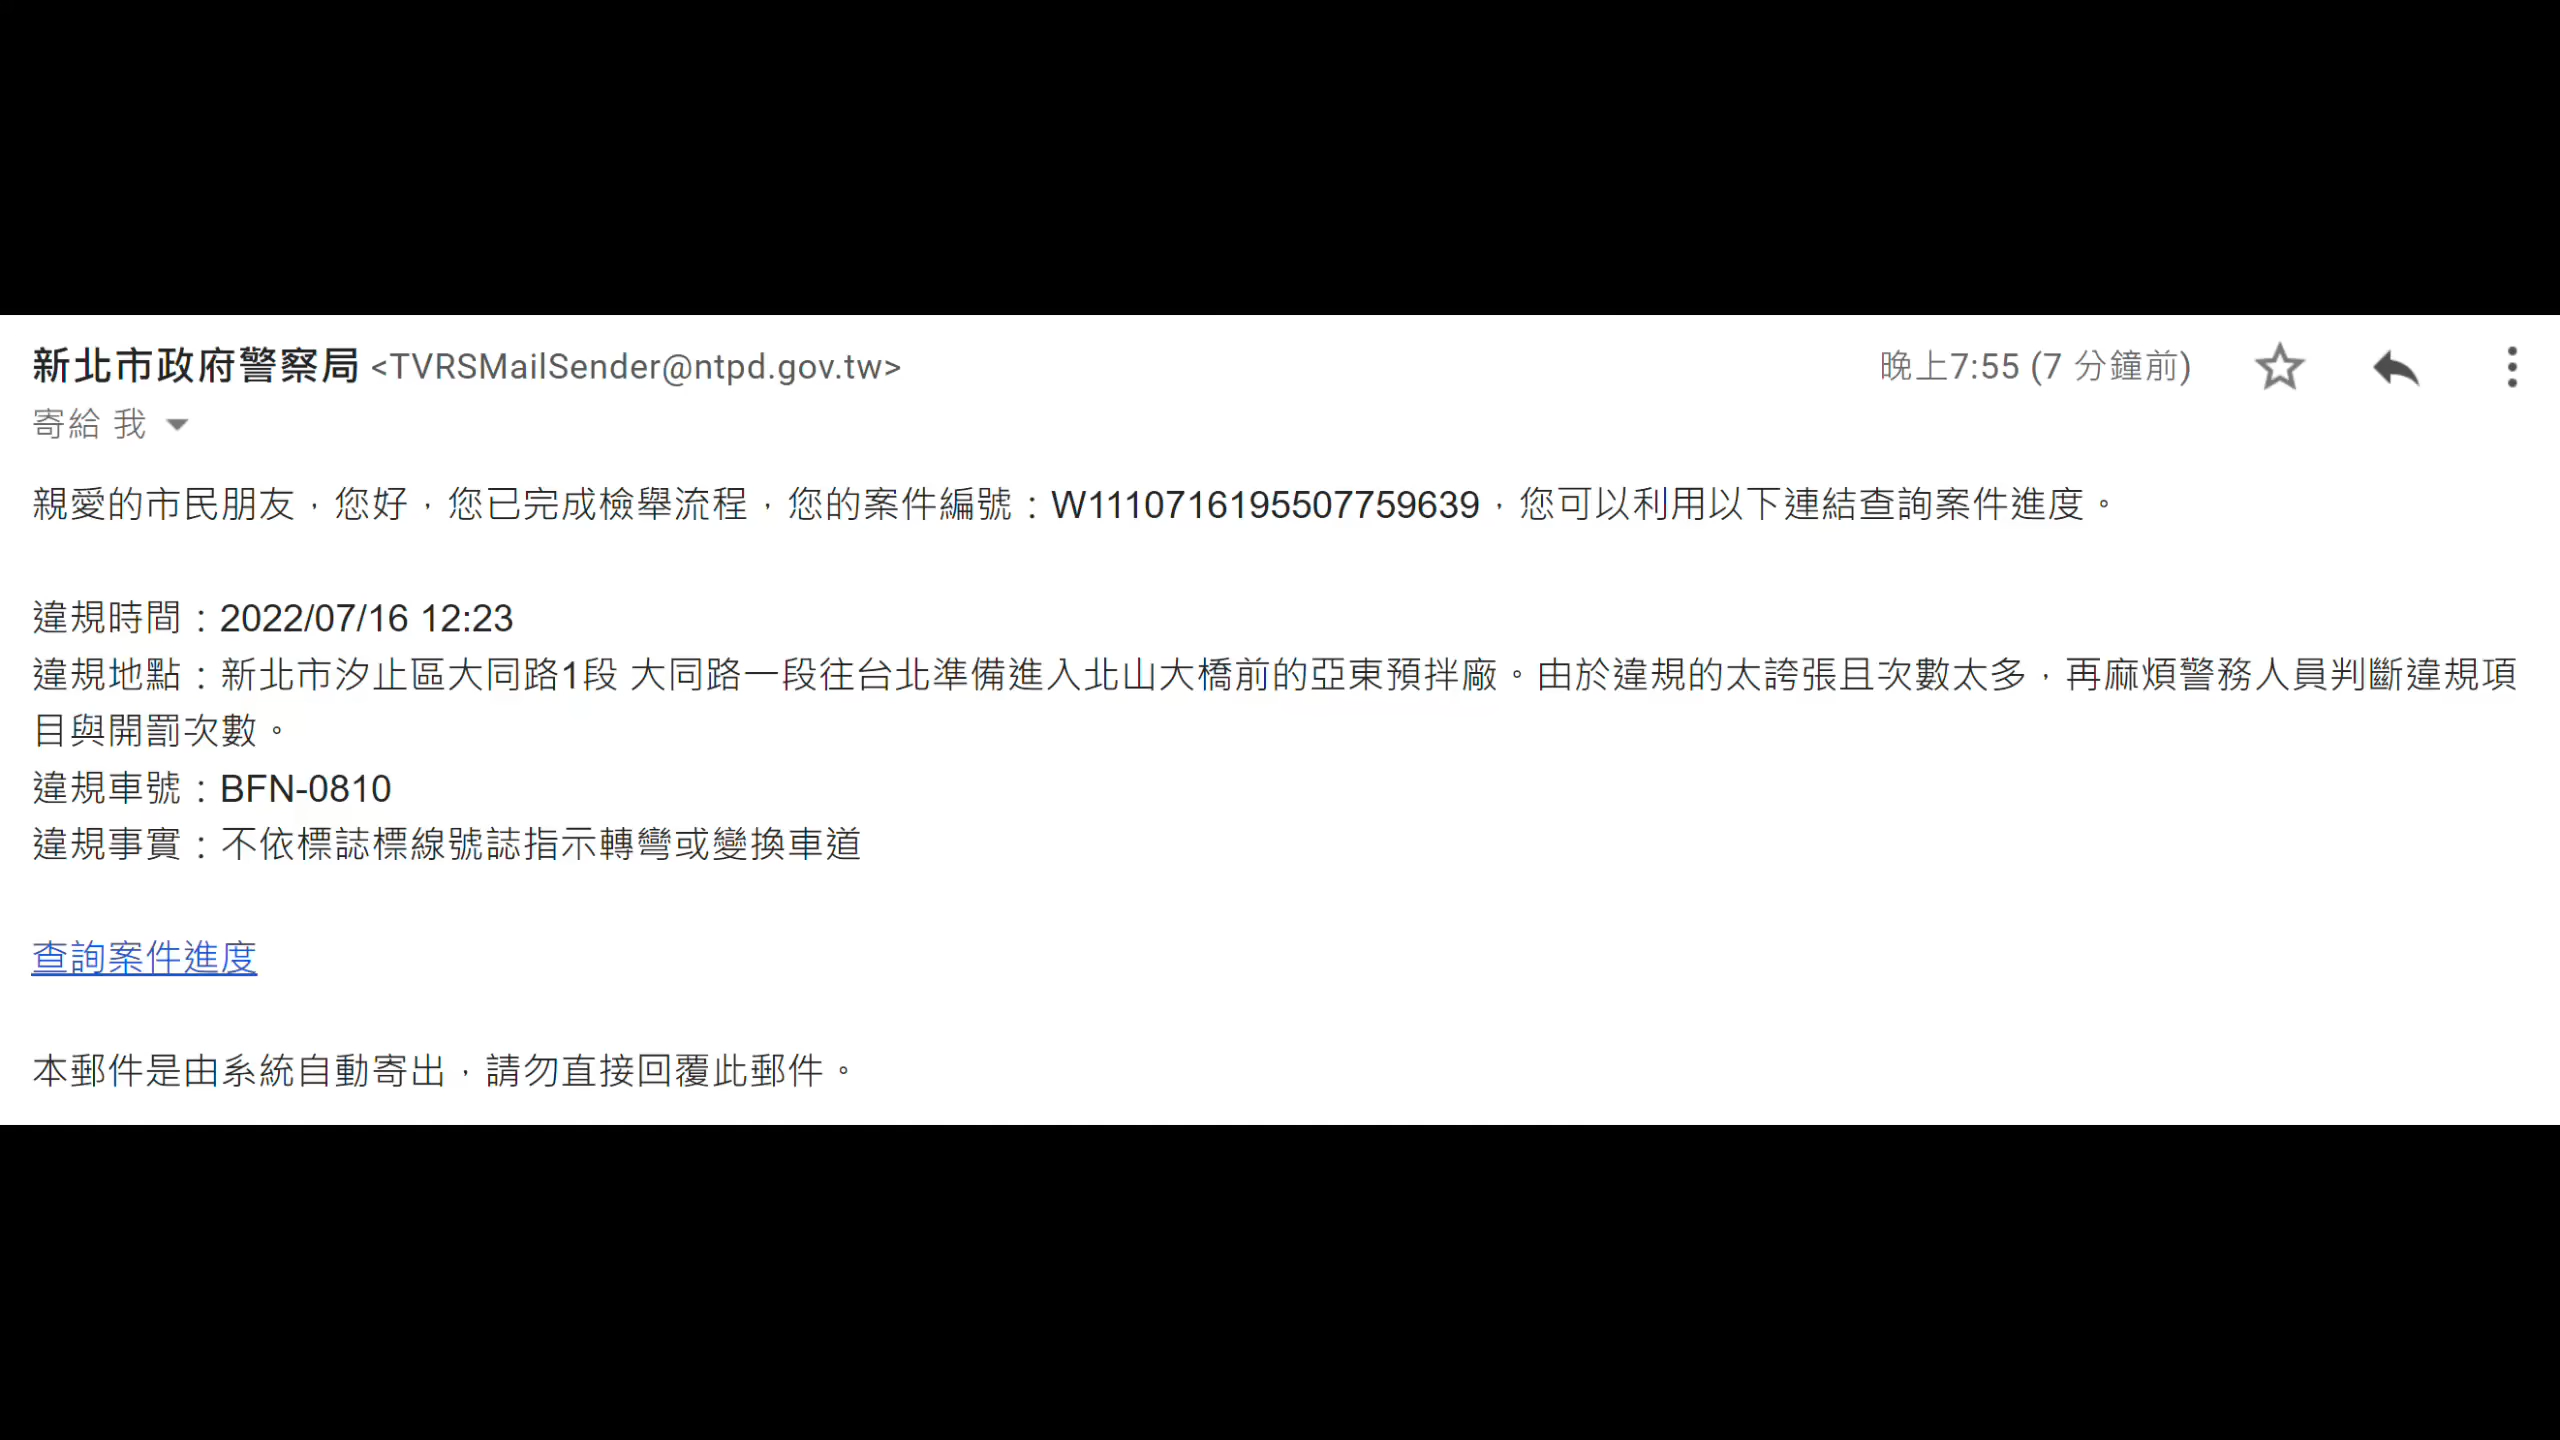 新北市政府警察局 <TVRSMailSender@ntpd.gov.tw>
晚上7:55 (7 分鐘前)
寄給 我
親愛的市民朋友，您好，您已完成檢舉流程，您的案件編號：W1110716195507759639，您可以利用以下連結查詢案件進度。
違規時間：2022/07/16 12:23
違規地點：新北市汐止區大同路1段 大同路一段往台北準備進入北山大橋前的亞東預拌廠。由於違規的太誇張且次數太多，再麻煩警務人員判斷違規項
目與開罰次數。
違規車號：BFN-0810
違規事實：不依標誌標線號誌指示轉彎或變換車道
查詢案件進度
本郵件是由系統自動寄出，請勿直接回覆此郵件。